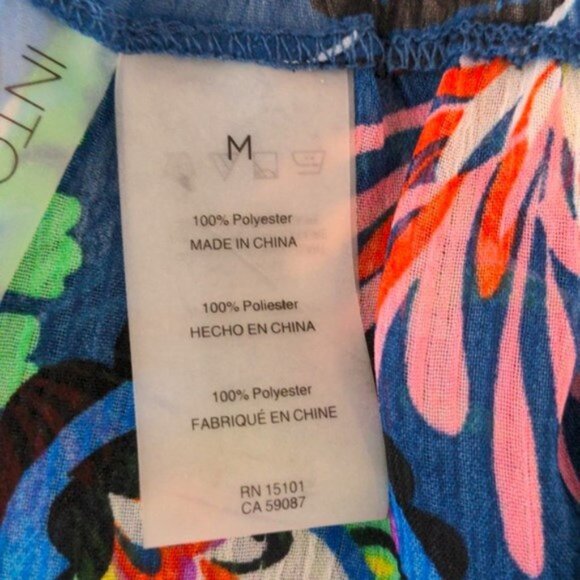 INTO
M
100% Polyester
MADE IN CHINA
100% Poliester
HECHO EN CHINA
100% Polyester
FABRIQUÉ EN CHINE
RN 15101
CA 59087